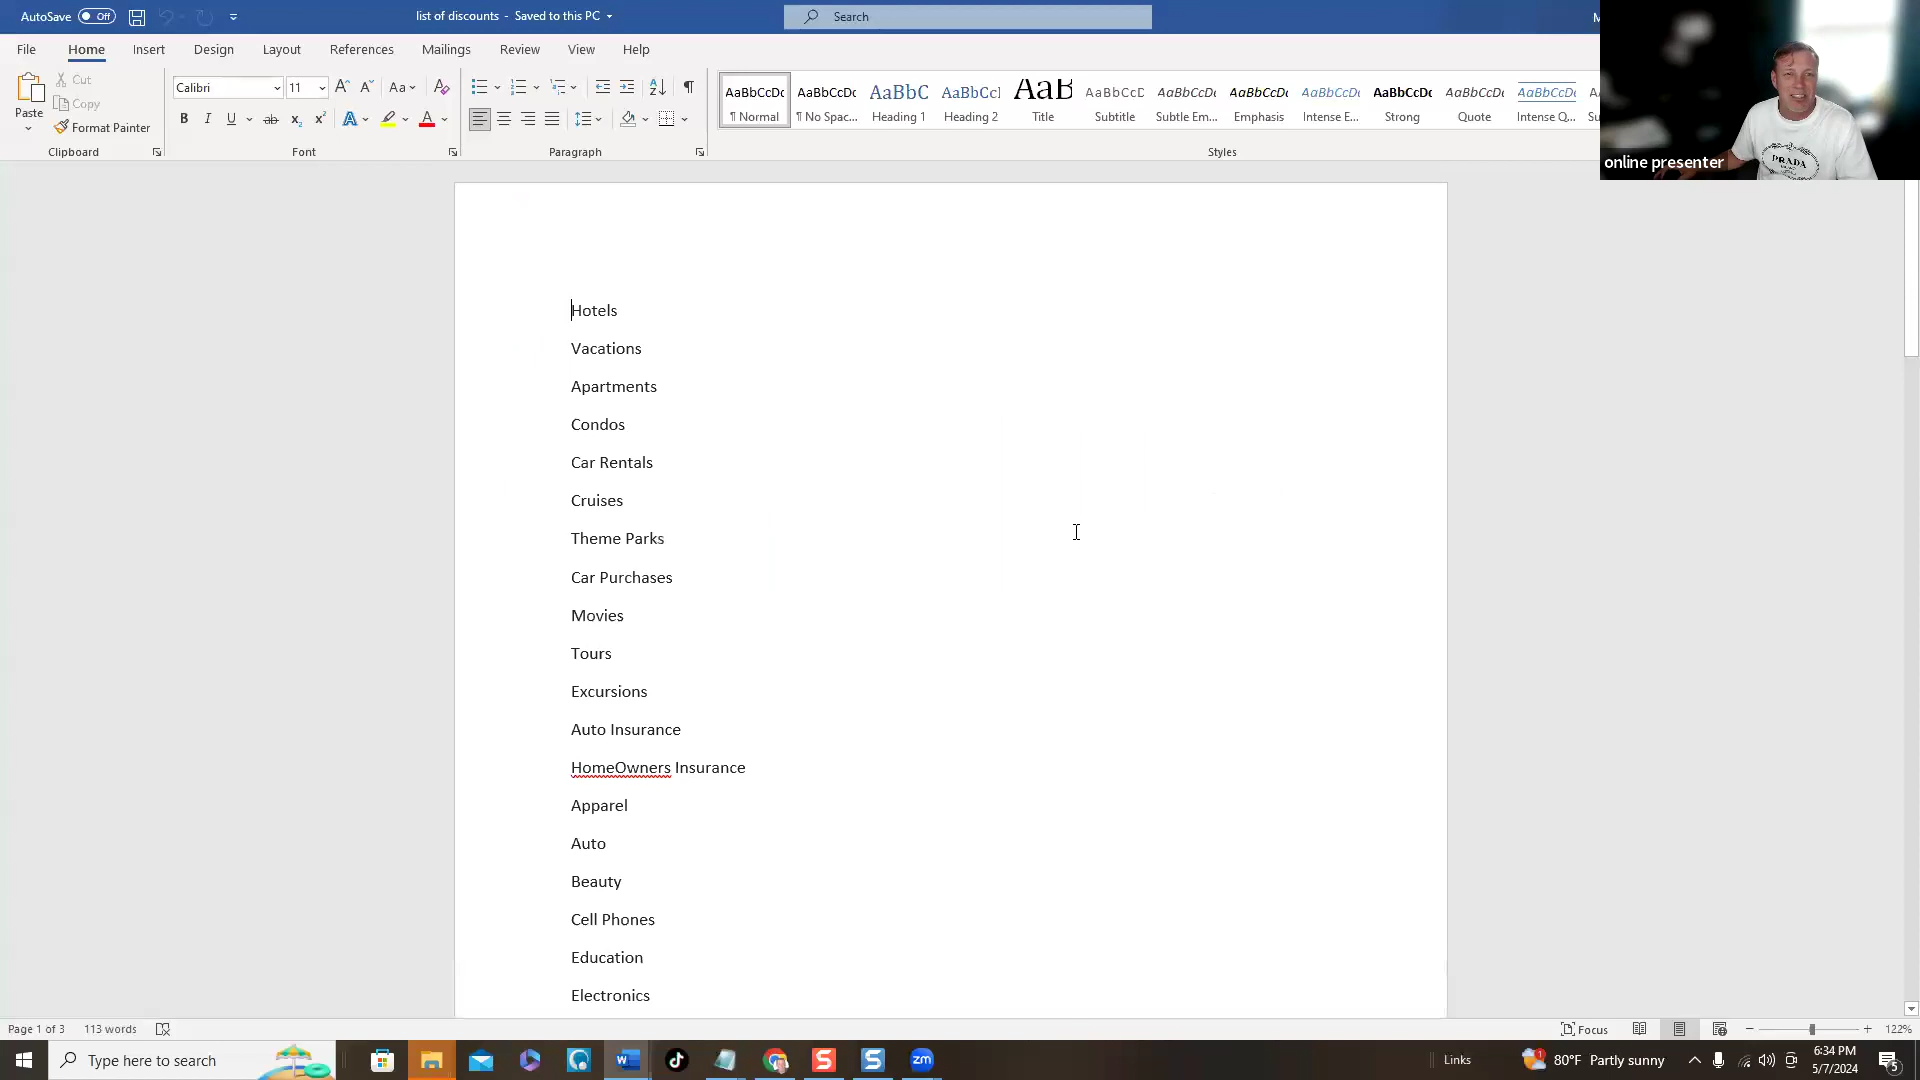 AutoSave Off list of discounts - Saved to this PC Search
File Home Insert Design Layout References Mailings Review View Help
Paste Cut Copy Format Painter
Calibri 11
AaBbCcDc AaBbCcDc AaBbC AaBbCcI AaB AaBbCcD AaBbCcDc AaBbCcDc AaBbCcDc AaBbCcDc AaBbCcDc AaBbCcDc
¶ Normal ¶ No Spac... Heading 1 Heading 2 Title Subtitle Subtle Em... Emphasis Intense E... Strong Quote Intense Q...
Clipboard Font Paragraph Styles
PRADA
online presenter
Hotels
Vacations
Apartments
Condos
Car Rentals
Cruises
Theme Parks
Car Purchases
Movies
Tours
Excursions
Auto Insurance
HomeOwners Insurance
Apparel
Auto
Beauty
Cell Phones
Education
Electronics
Page 1 of 3 113 words Focus 122%
Type here to search Links 80°F Partly sunny 6:34 PM
5/7/2024